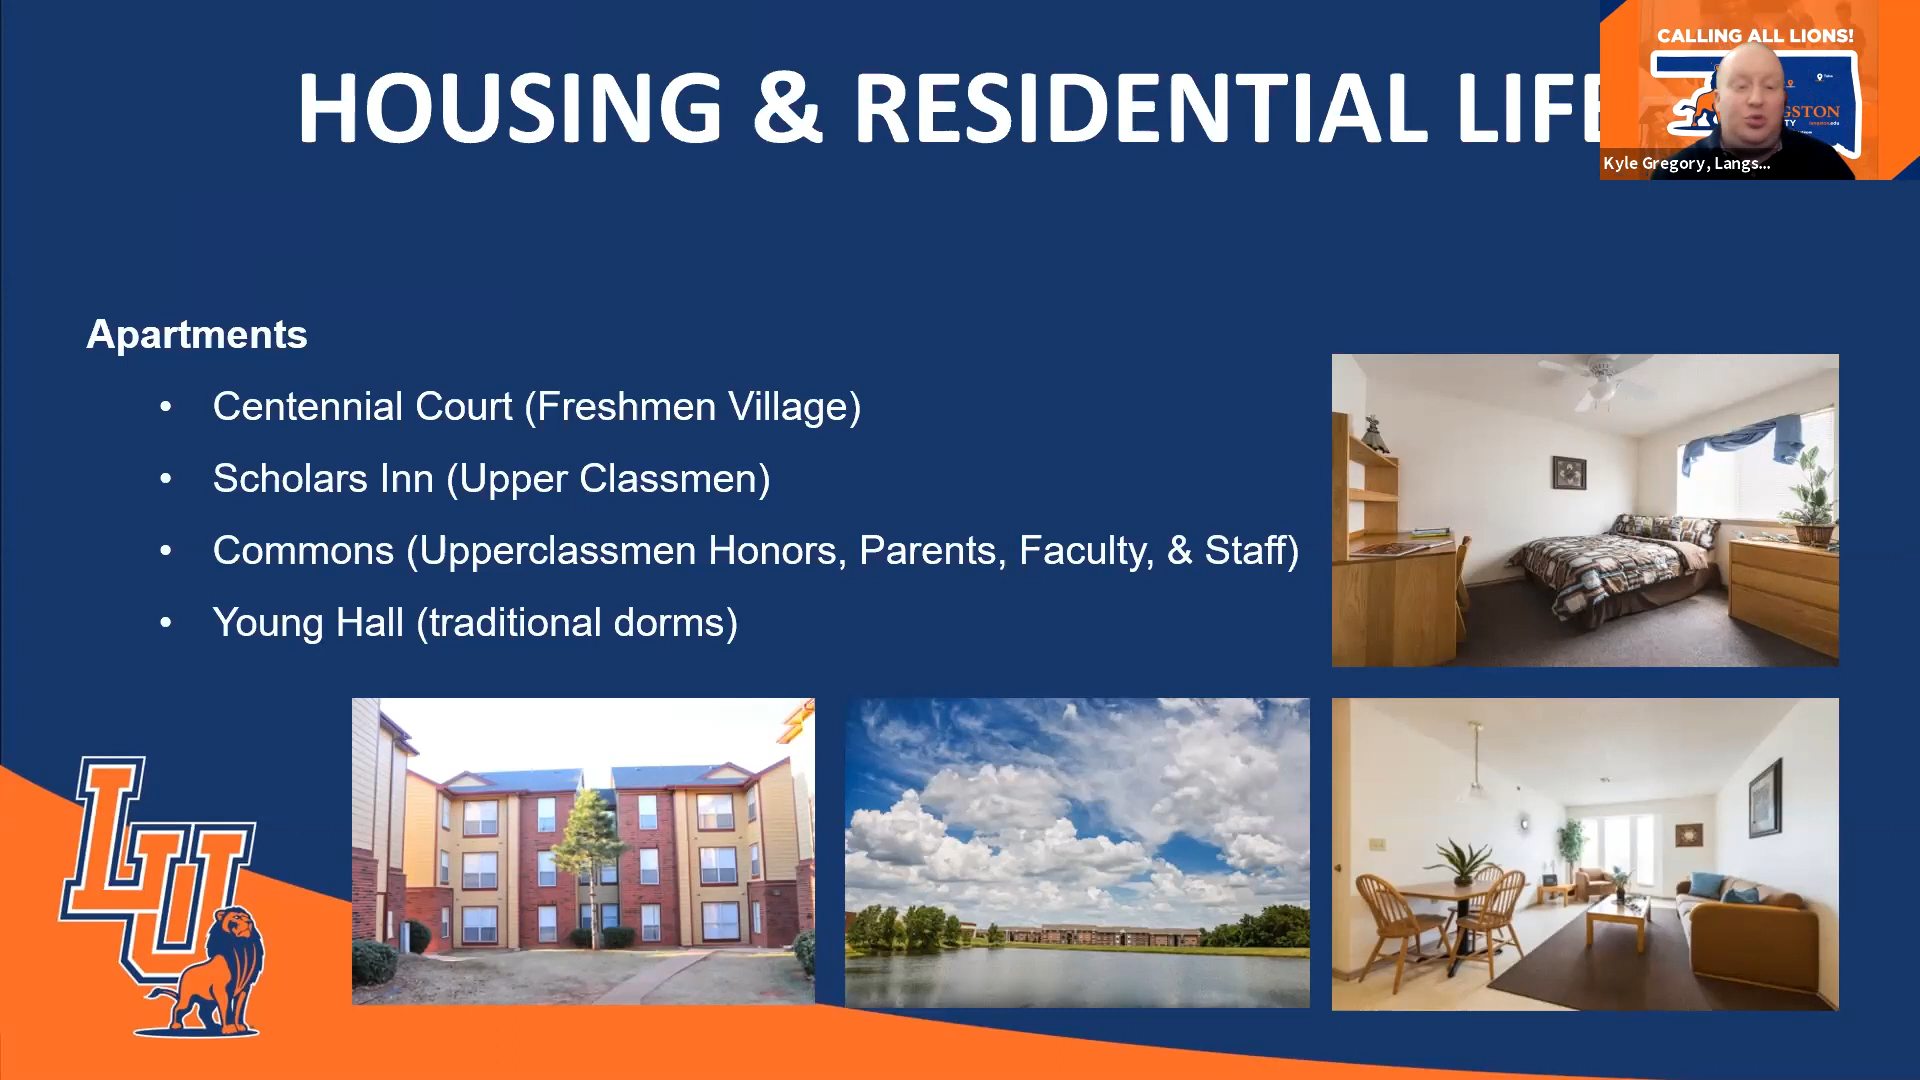 HOUSING & RESIDENTIAL LIFE
CALLING ALL LIONS!
Kyle Gregory, Langs...
Apartments
• Centennial Court (Freshmen Village)
• Scholars Inn (Upper Classmen)
• Commons (Upperclassmen Honors, Parents, Faculty, & Staff)
• Young Hall (traditional dorms)
LU